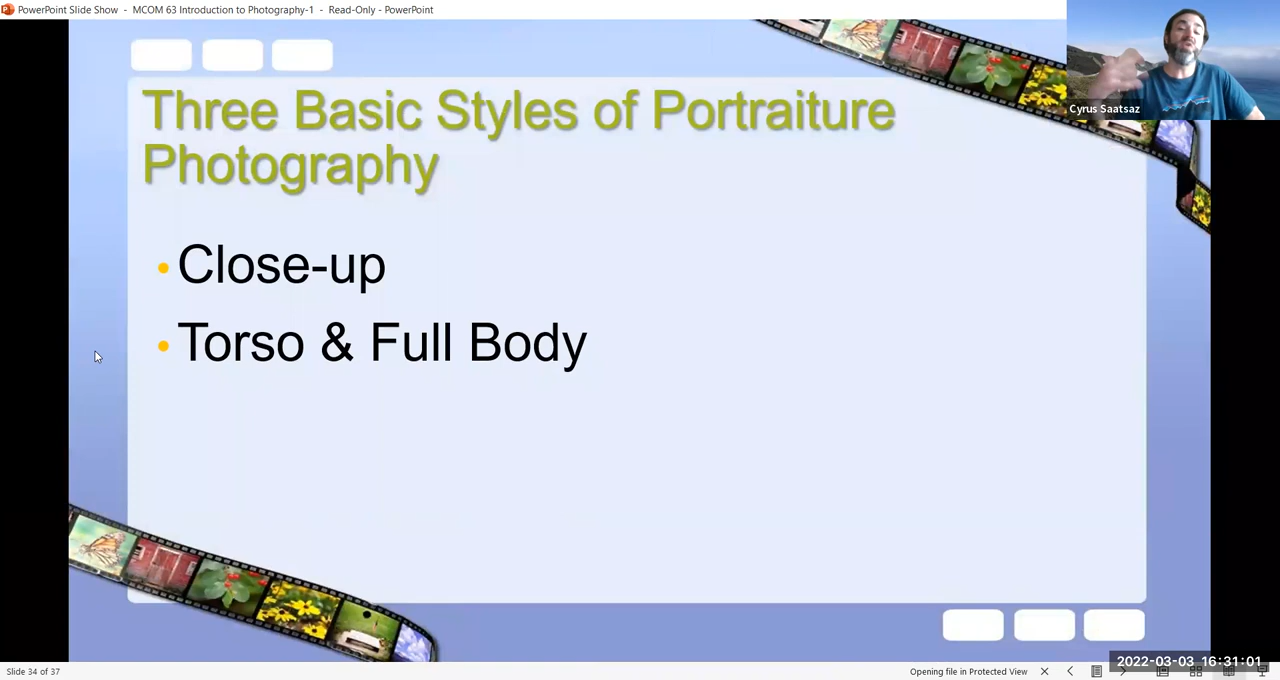 PowerPoint Slide Show - MCOM 63 Introduction to Photography-1 - Read-Only - PowerPoint
Cyrus Saatsaz
Three Basic Styles of Portraiture
Photography
• Close-up
• Torso & Full Body
Slide 34 of 37
Opening file in Protected View
2022-03-03 16:31:01